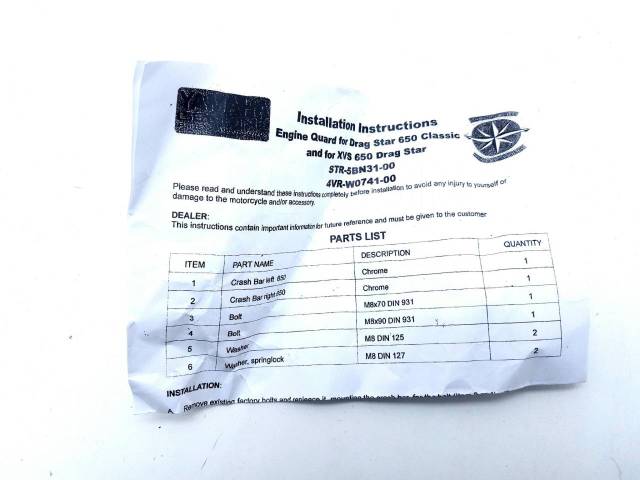 YAMAHA
Installation Instructions
Engine Guard for Drag Star 650 Classic
and for XVS 650 Drag Star
STR-5BN31-00
4VR-W0741-00
Please read and understand these instructions completely before installation to avoid any injury to yourself of
damage to the motorcycle and/or accessory.
DEALER:
This instructions contain important information for future reference and must be given to the customer
PARTS LIST
ITEM PART NAME DESCRIPTION QUANTITY
1 Crash Bar left 650 Chrome 1
2 Crash Bar right 650 Chrome 1
3 Bolt M8x70 DIN 931 1
4 Bolt M8x90 DIN 931 1
5 Washer M8 DIN 125 2
6 Washer, springlock M8 DIN 127 2
INSTALLATION:
A. Remove existing factory bolts and replace it, mounting the crash bar, for the bolt